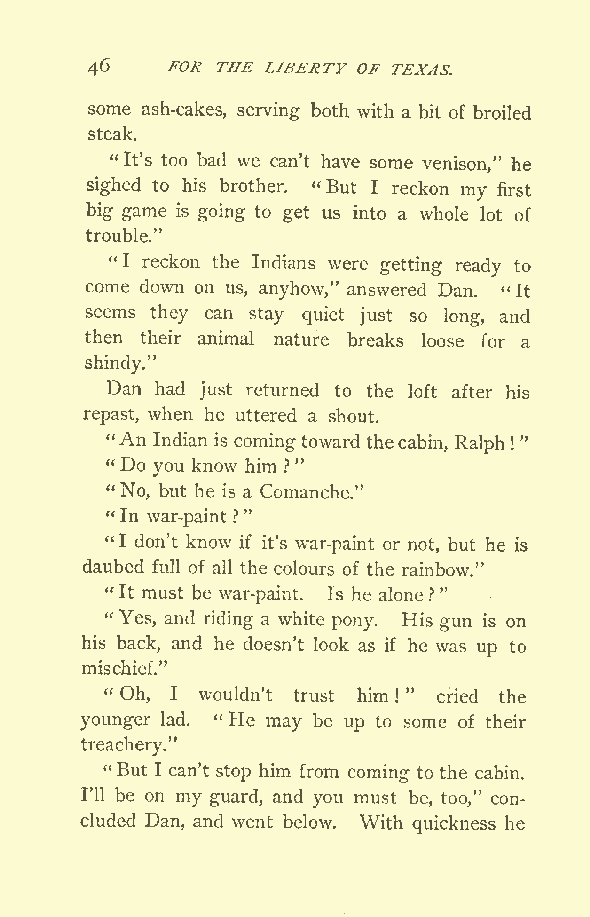 46 FOR THE LIBERTY OF TEXAS.
some ash-cakes, serving both with a bit of broiled
steak.
"It's too bad we can't have some venison," he
sighed to his brother. "But I reckon my first
big game is going to get us into a whole lot of
trouble."
"I reckon the Indians were getting ready to
come down on us, anyhow," answered Dan. "It
seems they can stay quiet just so long, and
then their animal nature breaks loose for a
shindy."
Dan had just returned to the loft after his
repast, when he uttered a shout.
"An Indian is coming toward the cabin, Ralph!"
"Do you know him?"
"No, but he is a Comanche."
"In war-paint?"
"I don't know if it's war-paint or not, but he is
daubed full of all the colours of the rainbow."
"It must be war-paint. Is he alone?"
"Yes, and riding a white pony. His gun is on
his back, and he doesn't look as if he was up to
mischief."
"Oh, I wouldn't trust him!" cried the
younger lad. "He may be up to some of their
treachery."
"But I can't stop him from coming to the cabin.
I'll be on my guard, and you must be, too," con-
cluded Dan, and went below. With quickness he